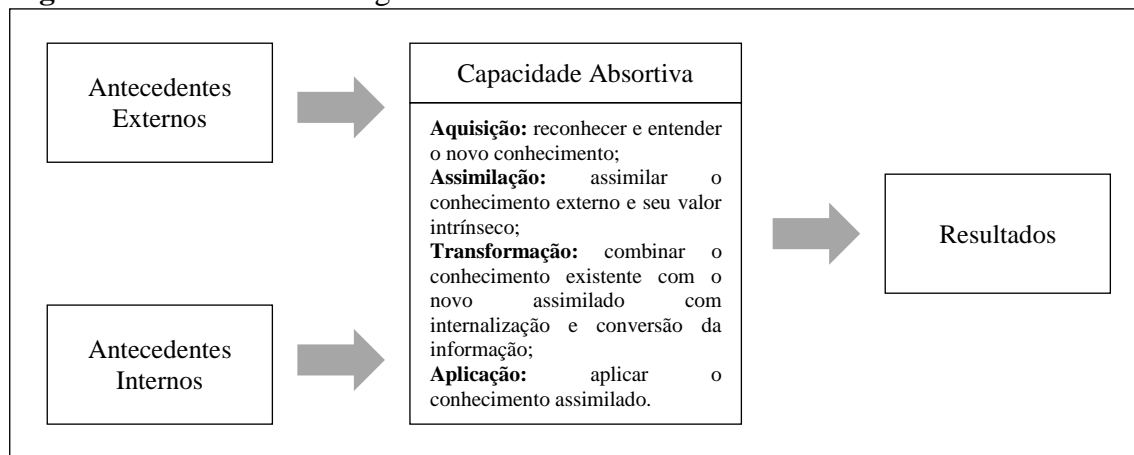 Antecedentes
Externos
Capacidade Absortiva
Aquisição: reconhecer e entender
o novo conhecimento;
Assimilação: assimilar o
conhecimento externo e seu valor
intrínseco;
Transformação: combinar o
conhecimento existente com o
novo assimilado com
internalização e conversão da
informação;
Aplicação: aplicar o
conhecimento assimilado.
Antecedentes
Internos
Resultados